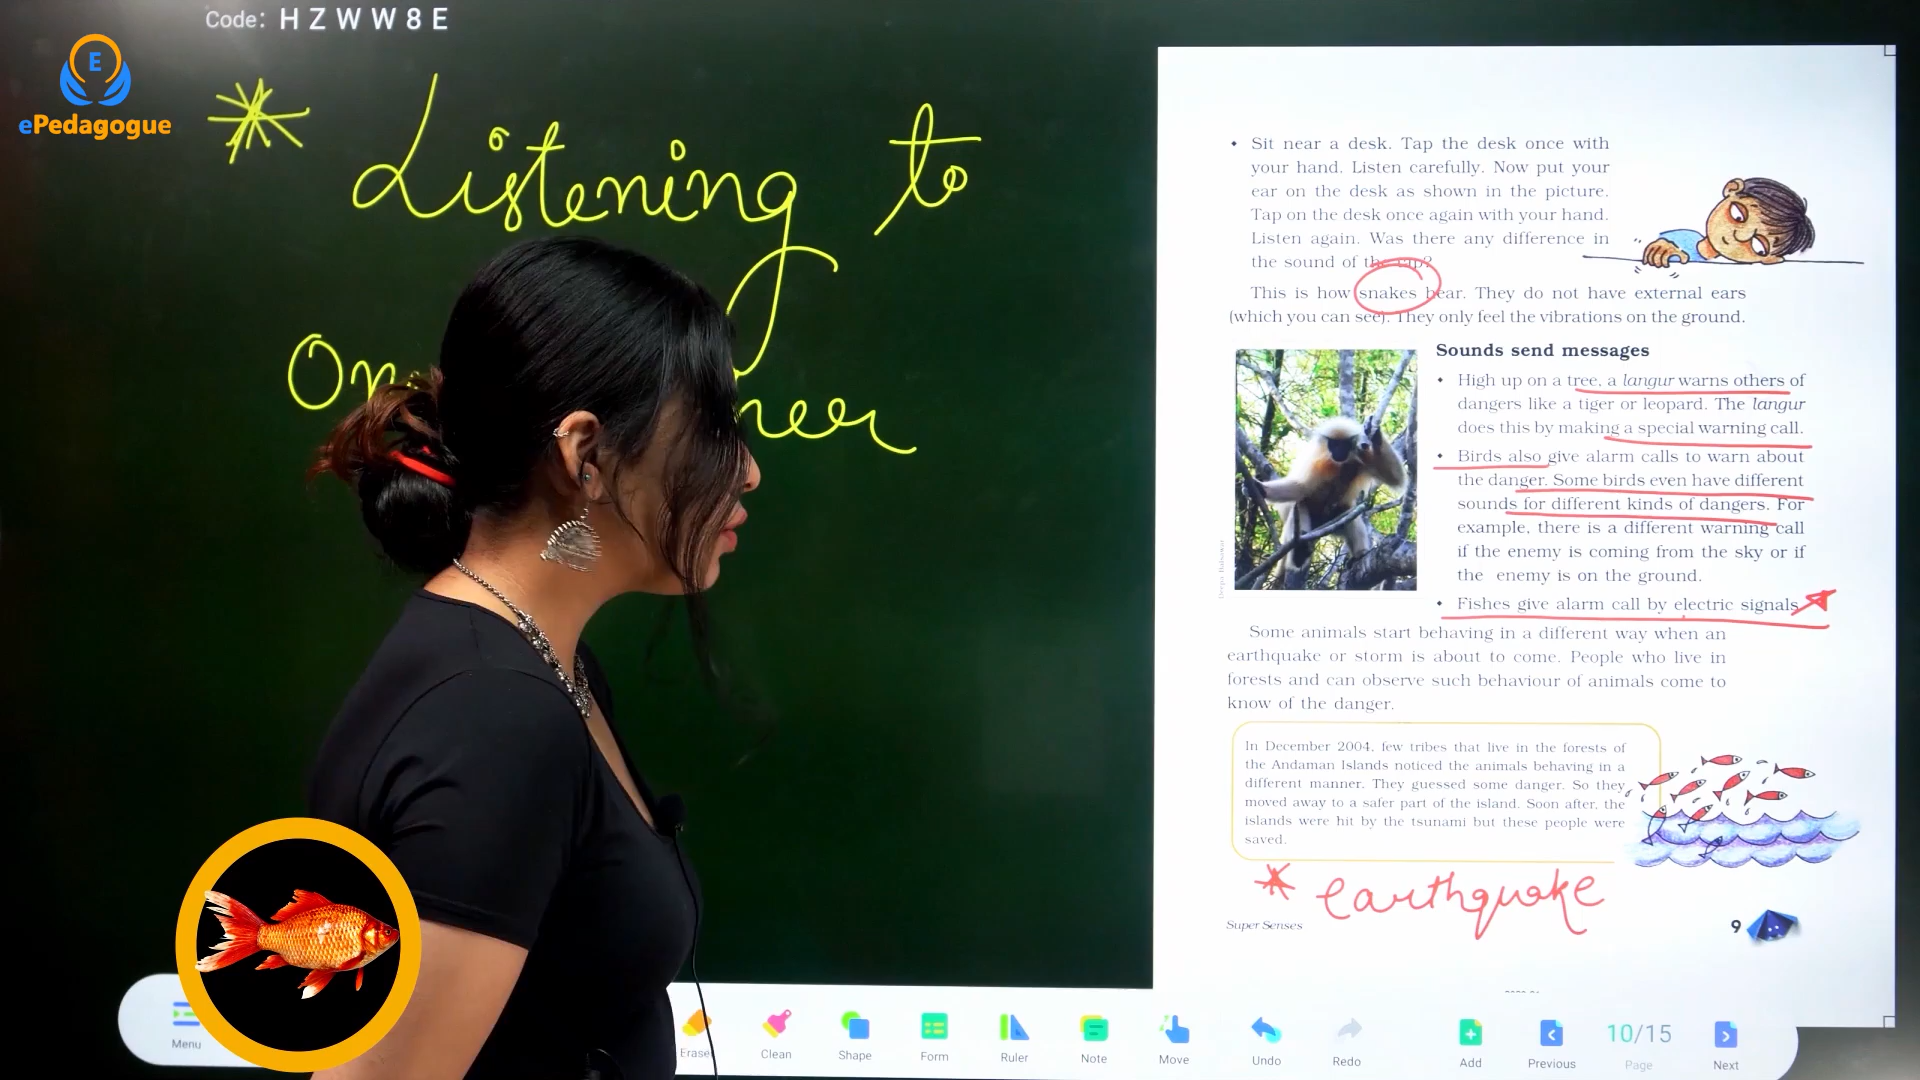 Code: HZWW8E
E
ePedagogue
* Listening to
On
• Sit near a desk. Tap the desk once with
your hand. Listen carefully. Now put your
ear on the desk as shown in the picture.
Tap on the desk once again with your hand.
Listen again. Was there any difference in
the sound of the tap?
This is how snakes hear. They do not have external ears
(which you can see). They only feel the vibrations on the ground.
Sounds send messages
• High up on a tree, a langur warns others of
dangers like a tiger or leopard. The langur
does this by making a special warning call.
• Birds also give alarm calls to warn about
the danger. Some birds even have different
sounds for different kinds of dangers. For
example, there is a different warning call
if the enemy is coming from the sky or if
the enemy is on the ground.
• Fishes give alarm call by electric signals
Some animals start behaving in a different way when an
earthquake or storm is about to come. People who live in
forests and can observe such behaviour of animals come to
know of the danger.
In December 2004, few tribes that live in the forests of
the Andaman Islands noticed the animals behaving in a
different manner. They guessed some danger. So they
moved away to a safer part of the island. Soon after, the
islands were hit by the tsunami but these people were
saved.
* earthquake
Super Senses
9
Menu
Erase
Clean
Shape
Form
Ruler
Note
Move
Undo
Redo
Add
Previous
10/15
Page
Next